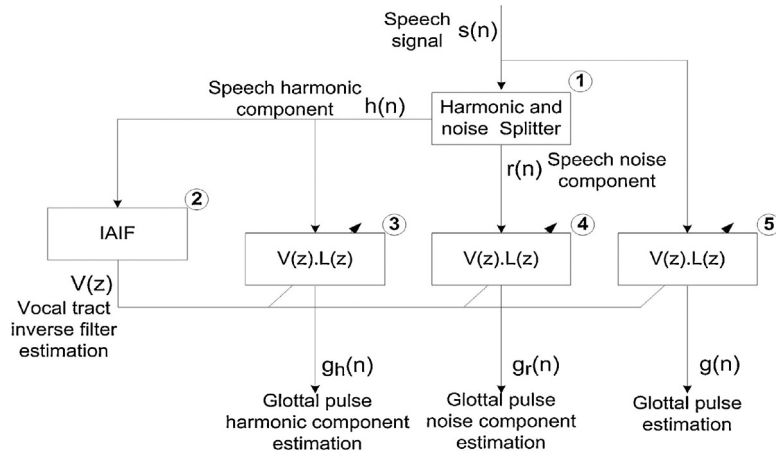 Speech
signal s(n)
1
Speech harmonic
component h(n)
Harmonic and
noise Splitter
r(n) Speech noise
component
2
IAIF
3
V(z).L(z)
4
V(z).L(z)
5
V(z).L(z)
V(z)
Vocal tract
inverse filter
estimation
gh(n)
Glottal pulse
harmonic component
estimation
gr(n)
Glottal pulse
noise component
estimation
g(n)
Glottal pulse
estimation